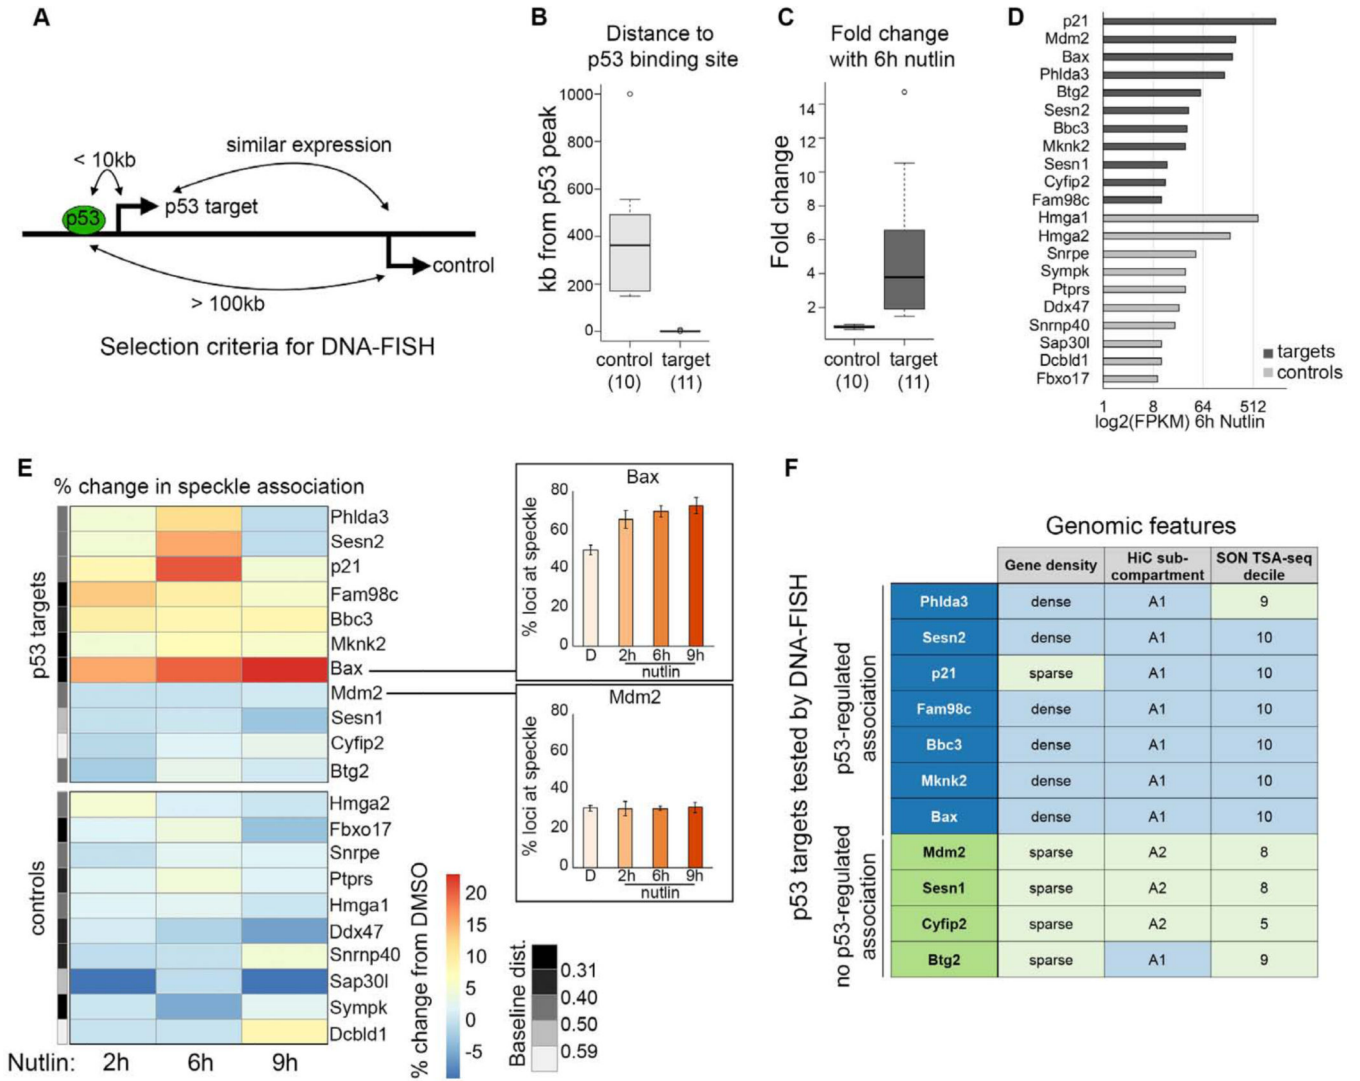 A
< 10kb
similar expression
p53
p53 target
control
> 100kb
Selection criteria for DNA-FISH
B
Distance to
p53 binding site
kb from p53 peak
1000
800
600
400
200
0
control
(10)
target
(11)
C
Fold change
with 6h nutlin
Fold change
14
12
10
8
6
4
2
control
(10)
target
(11)
D
p21
Mdm2
Bax
Phlda3
Btg2
Sesn2
Bbc3
Mknk2
Sesn1
Cyfip2
Fam98c
Hmga1
Hmga2
Snrpe
Sympk
Ptprs
Ddx47
Snrnp40
Sap30l
Dcbld1
Fbxo17
targets
controls
1 8 64 512
log2(FPKM) 6h Nutlin
E
% change in speckle association
p53 targets
Phlda3
Sesn2
p21
Fam98c
Bbc3
Mknk2
Bax
Mdm2
Sesn1
Cyfip2
Btg2
controls
Hmga2
Fbxo17
Snrpe
Ptprs
Hmga1
Ddx47
Snrnp40
Sap30l
Sympk
Dcbld1
Nutlin: 2h 6h 9h
% change from DMSO
20
15
10
5
0
-5
Baseline dist.
0.31
0.40
0.50
0.59
Bax
% loci at speckle
80
60
40
20
0
D 2h 6h 9h
nutlin
Mdm2
% loci at speckle
80
60
40
20
0
D 2h 6h 9h
nutlin
F
Genomic features
p53 targets tested by DNA-FISH
p53-regulated
association
no p53-regulated
association
Gene density
HiC sub-
compartment
SON TSA-seq
decile
Phlda3 dense A1 9
Sesn2 dense A1 10
p21 sparse A1 10
Fam98c dense A1 10
Bbc3 dense A1 10
Mknk2 dense A1 10
Bax dense A1 10
Mdm2 sparse A2 8
Sesn1 sparse A2 8
Cyfip2 sparse A2 5
Btg2 sparse A1 9